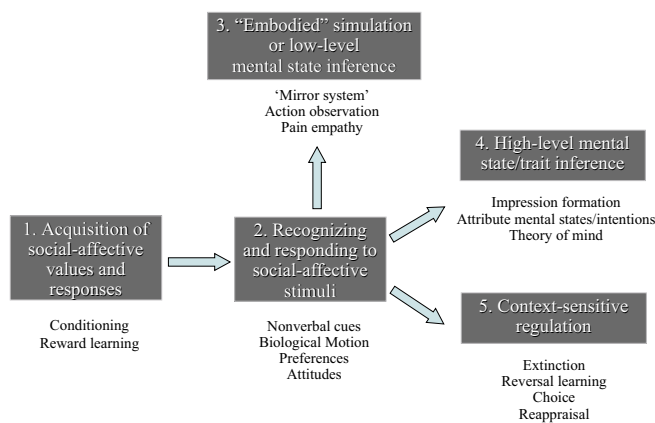 3. “Embodied” simulation
or low-level
mental state inference
‘Mirror system’
Action observation
Pain empathy
4. High-level mental
state/trait inference
Impression formation
Attribute mental states/intentions
Theory of mind
1. Acquisition of
social-affective
values and
responses
Conditioning
Reward learning
2. Recognizing
and responding to
social-affective
stimuli
Nonverbal cues
Biological Motion
Preferences
Attitudes
5. Context-sensitive
regulation
Extinction
Reversal learning
Choice
Reappraisal